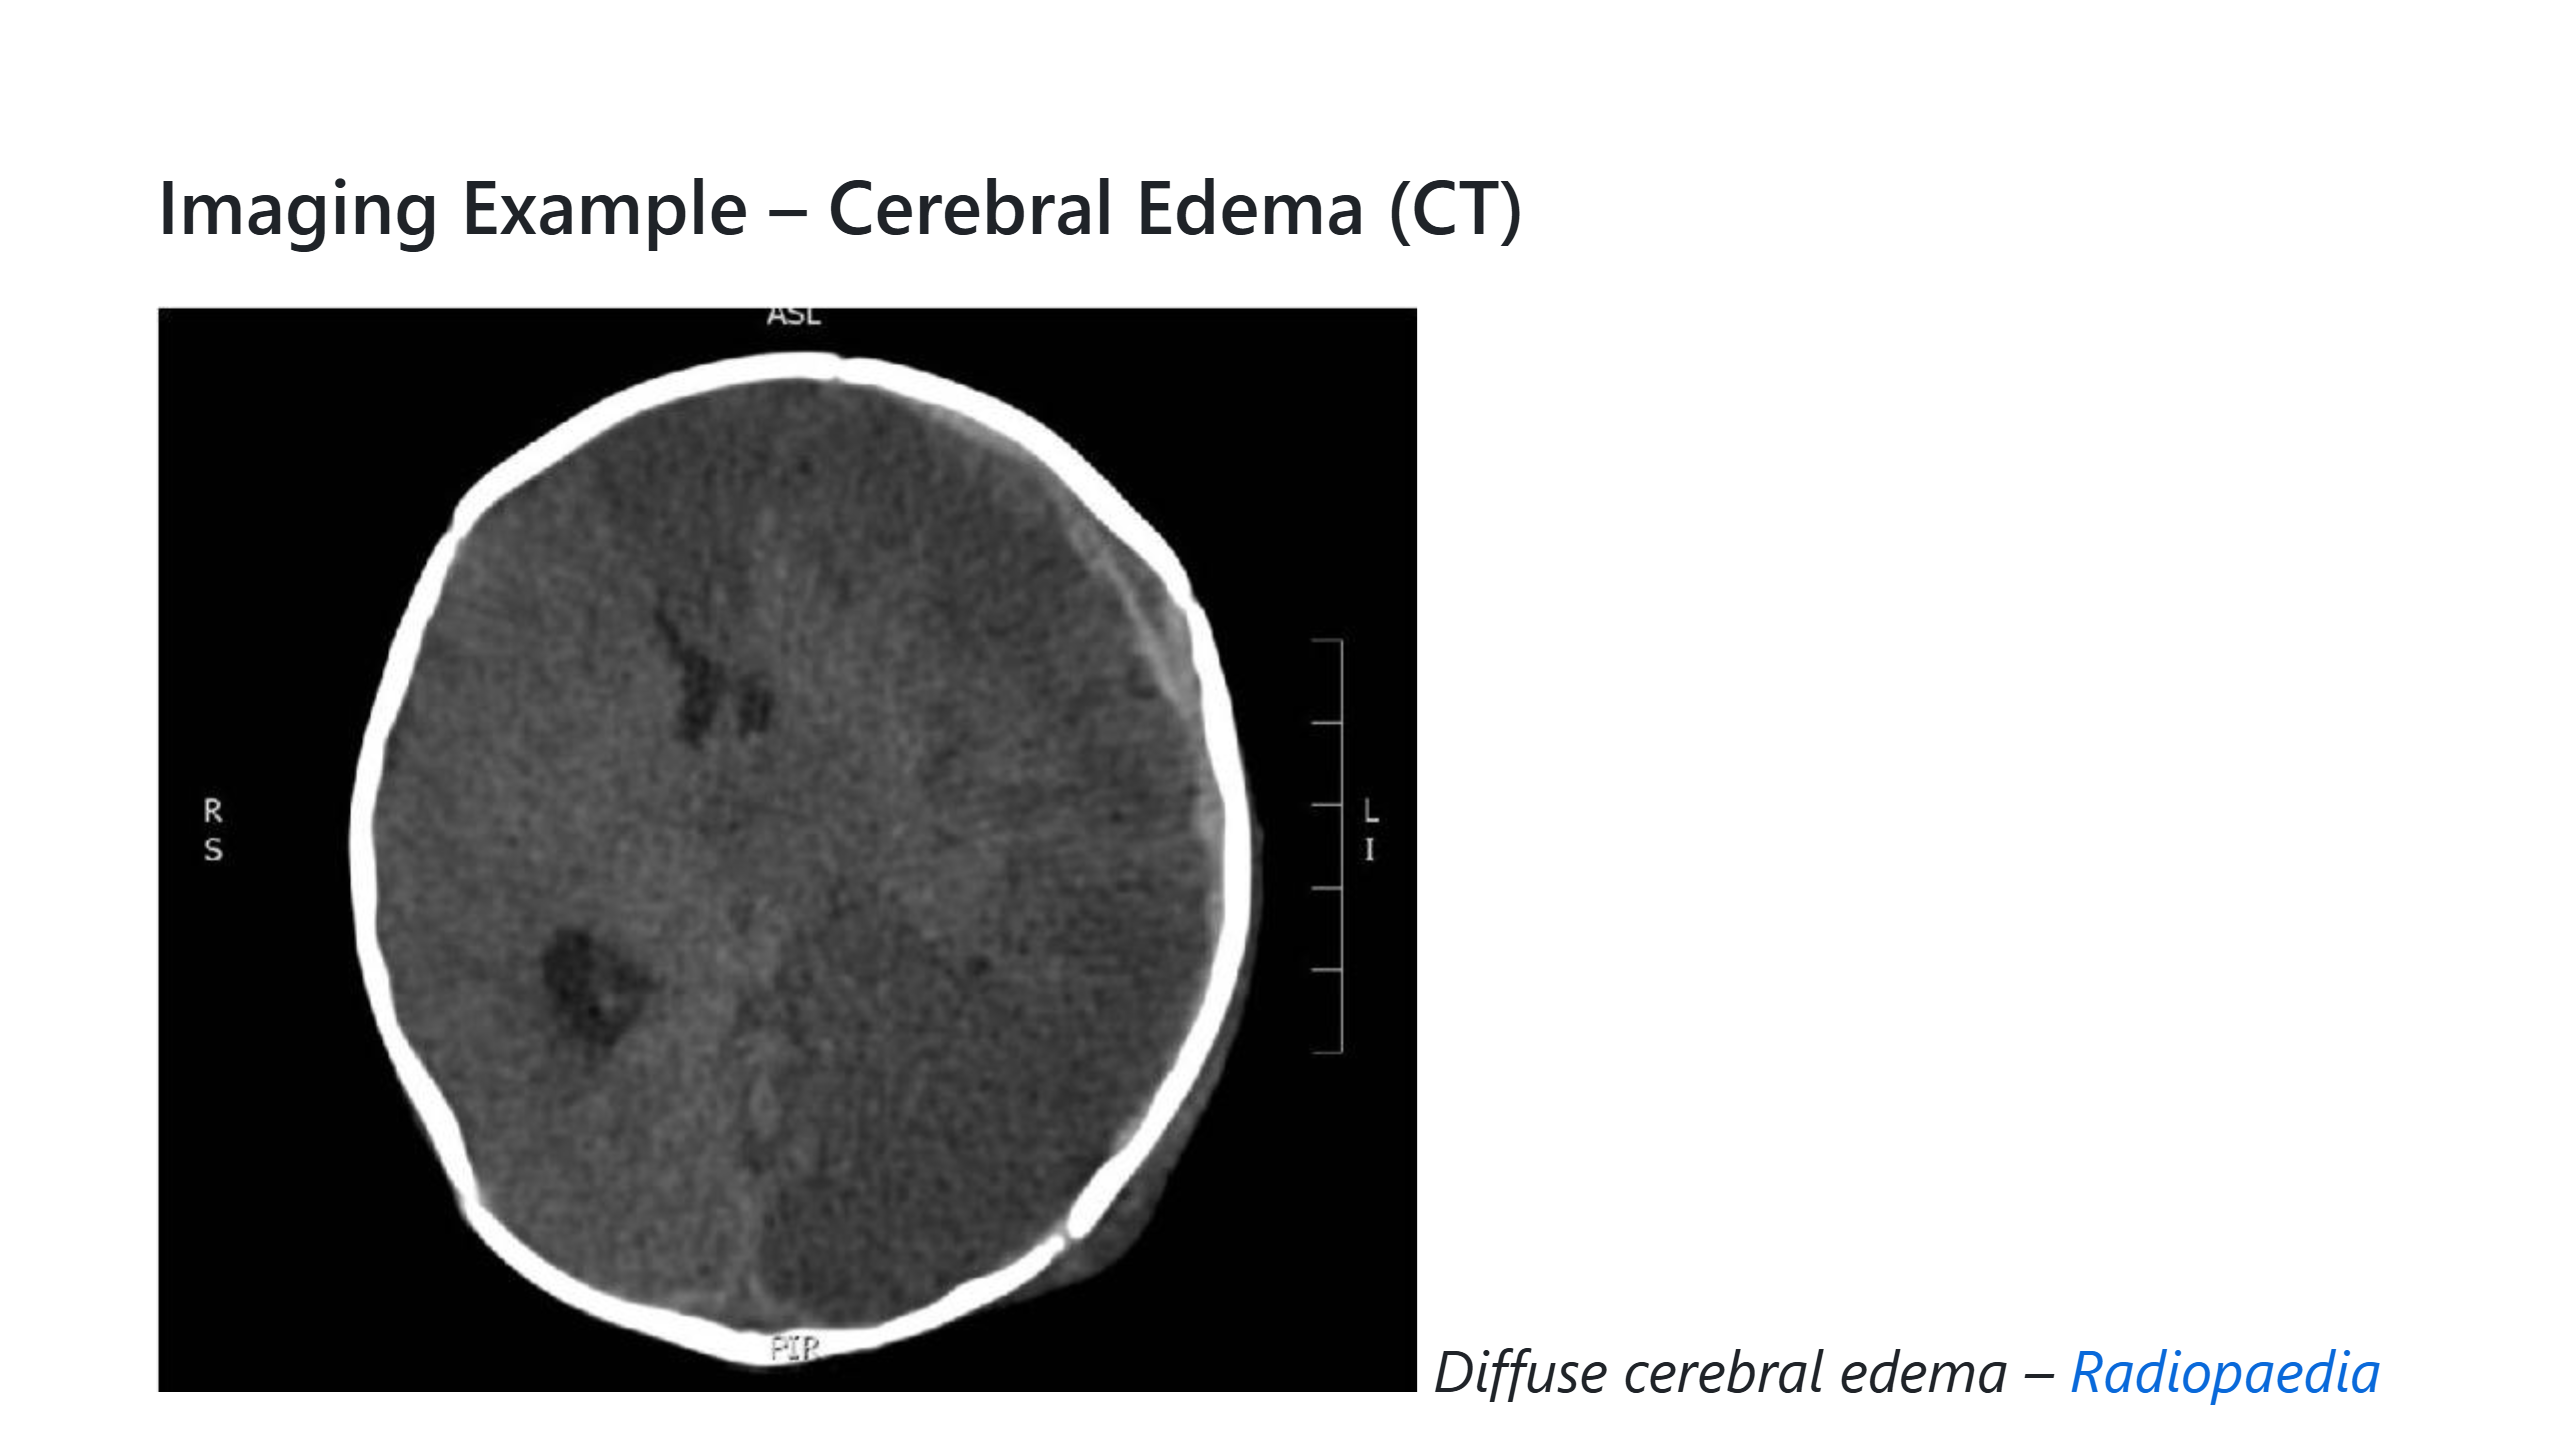 Imaging Example – Cerebral Edema (CT)
ASL
R
S
L
I
PIR
Diffuse cerebral edema – Radiopaedia